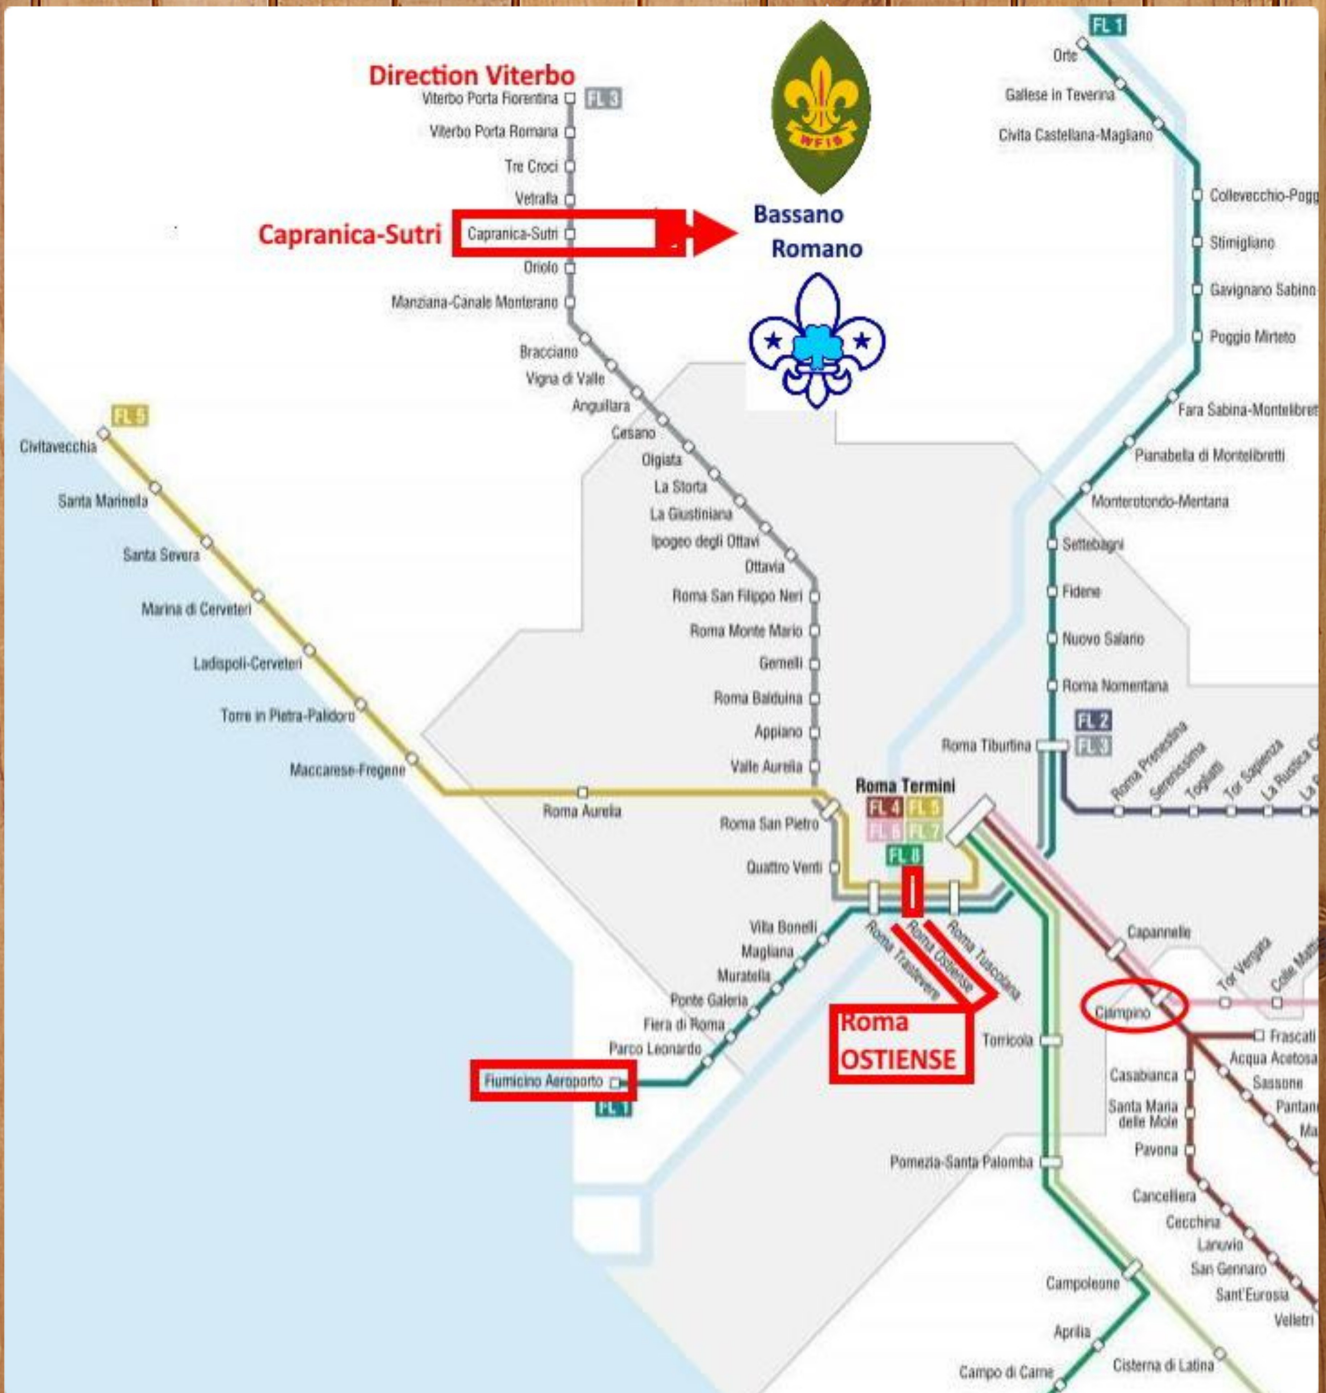 FL 1
Orte
Gallese in Teverina
Civita Castellana-Magliano
Collevecchio-Pogg
Stimigliano
Gavignano Sabino
Poggio Mirteto
Fara Sabina-Montelibret
Pianabella di Montelibretti
Monterotondo-Mentana
Settebagni
Fidene
Nuovo Salario
Roma Nomentana
Roma Tiburtina
FL 2
FL 3
Roma Prenestina
Serenissima
Togliatti
Tor Sapienza
La Rustica C
Direction Viterbo
Viterbo Porta Fiorentina
FL 3
Viterbo Porta Romana
Tre Croci
Vetralla
Capranica-Sutri
Capranica-Sutri
Oriolo
Manziana-Canale Monterano
Bracciano
Vigna di Valle
Anguillara
Cesano
Olgiata
La Storta
La Giustiniana
Ipogeo degli Ottavi
Ottavia
Roma San Filippo Neri
Roma Monte Mario
Gemelli
Roma Balduina
Appiano
Valle Aurelia
Roma San Pietro
Quattro Venti
WFIS
Bassano
Romano
FL 5
Civitavecchia
Santa Marinella
Santa Severa
Marina di Cerveteri
Ladispoli-Cerveteri
Torre in Pietra-Palidoro
Maccarese-Fregene
Roma Aurelia
Roma Termini
FL 4 FL 5
FL 6 FL 7
FL 8
Roma Trastevere
Roma Ostiense
Roma Tuscolana
Roma
OSTIENSE
Villa Bonelli
Magliana
Muratella
Ponte Galeria
Fiera di Roma
Parco Leonardo
Fiumicino Aeroporto
FL 1
Capannelle
Ciampino
Tor Vergata
Colle Matti
Frascati
Acqua Acetosa
Sassone
Pantan
Ma
Casabianca
Santa Maria
delle Mole
Pavona
Cancelliera
Cecchina
Lanuvio
San Gennaro
Sant'Eurosia
Velletri
Torricola
Pomezia-Santa Palomba
Campoleone
Aprilia
Campo di Carne
Cisterna di Latina